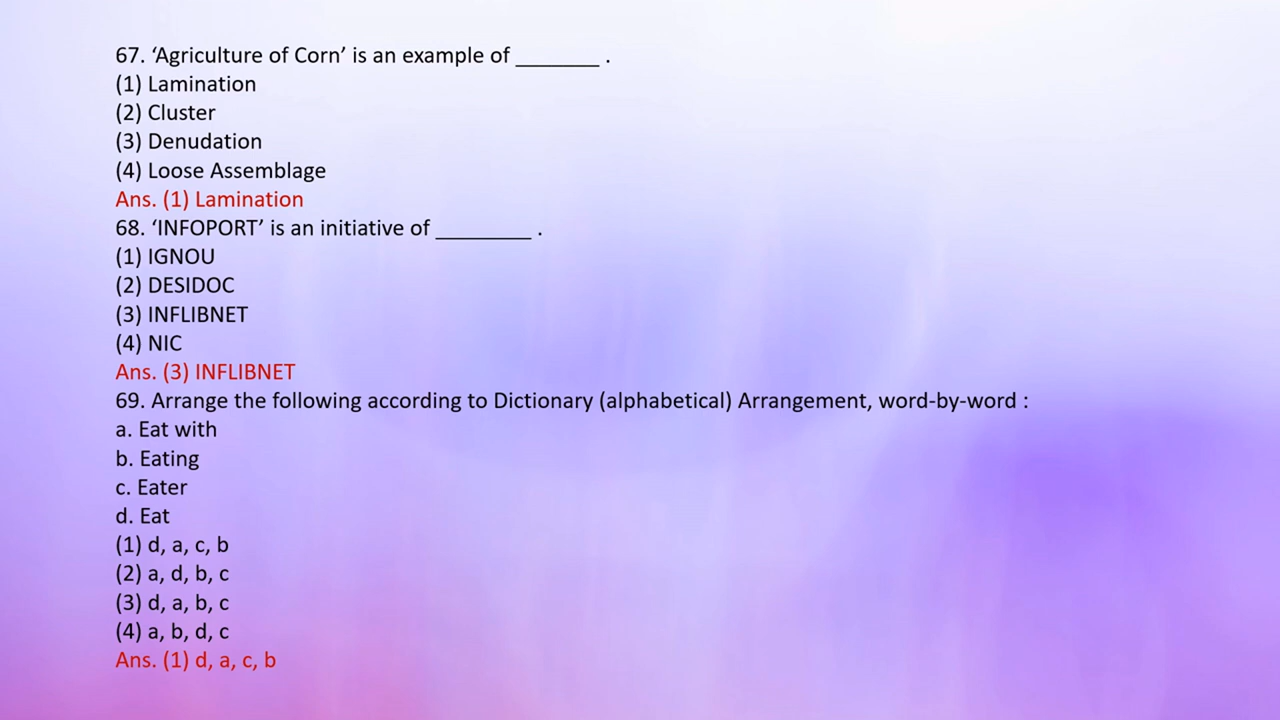 67. ‘Agriculture of Corn’ is an example of _______ .
(1) Lamination
(2) Cluster
(3) Denudation
(4) Loose Assemblage
Ans. (1) Lamination
68. ‘INFOPORT’ is an initiative of ________ .
(1) IGNOU
(2) DESIDOC
(3) INFLIBNET
(4) NIC
Ans. (3) INFLIBNET
69. Arrange the following according to Dictionary (alphabetical) Arrangement, word-by-word :
a. Eat with
b. Eating
c. Eater
d. Eat
(1) d, a, c, b
(2) a, d, b, c
(3) d, a, b, c
(4) a, b, d, c
Ans. (1) d, a, c, b